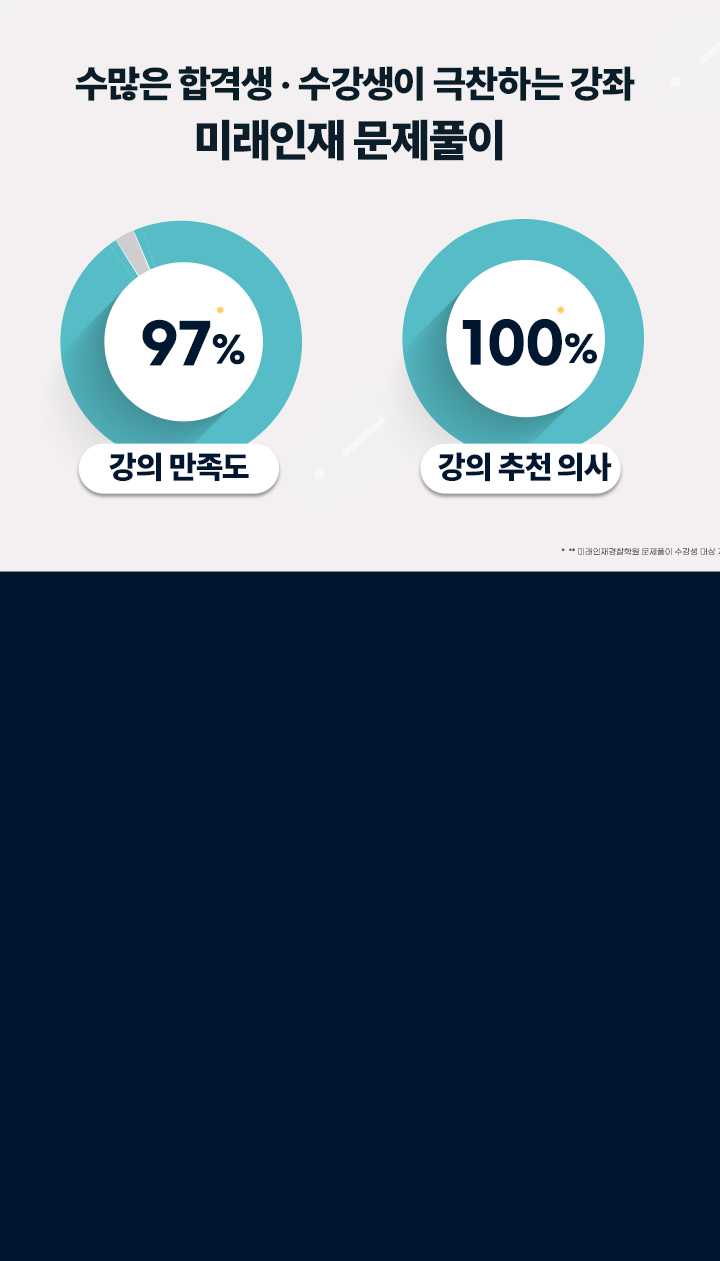 수많은 합격생 · 수강생이 극찬하는 강좌
미래인재 문제풀이
97%*
100%*
강의 만족도
강의 추천 의사
* ** 미래인재경찰학원 문제풀이 수강생 대상